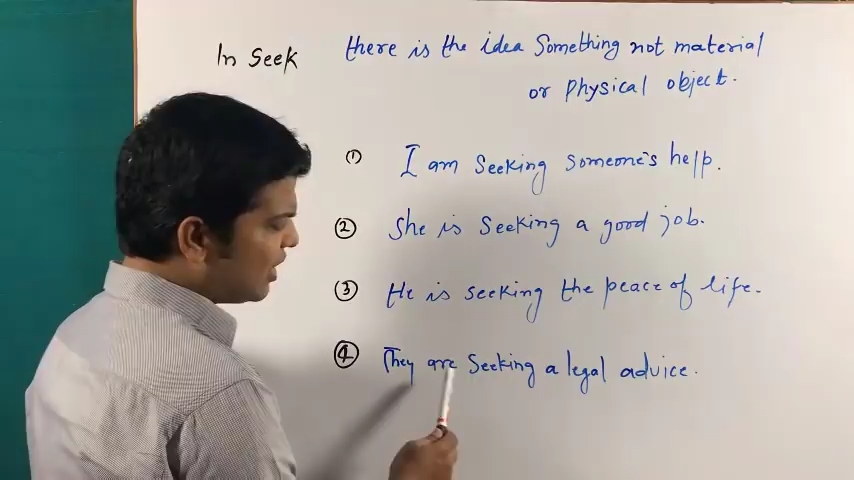 In Seek there is the idea Something not material
or physical object.
① I am seeking someone's help.
② She is seeking a good job.
③ He is seeking the peace of life.
④ They are seeking a legal advice.